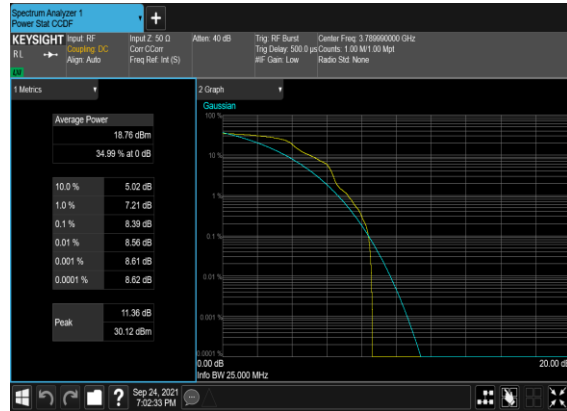 Spectrum Analyzer 1
Power Stat CCDF
+
KEYSIGHT
RL
Input: RF
Coupling: DC
Align: Auto
Input Z: 50 Ω
Corr CCorr
Freq Ref: Int (S)
Atten: 40 dB
Trig: RF Burst
Trig Delay: 500.0 µs
#IF Gain: Low
Center Freq: 3.789990000 GHz
Counts: 1.00 M/1.00 Mpt
Radio Std: None
1 Metrics
Average Power
18.76 dBm
34.99 % at 0 dB
10.0 % 5.02 dB
1.0 % 7.21 dB
0.1 % 8.39 dB
0.01 % 8.56 dB
0.001 % 8.61 dB
0.0001 % 8.62 dB
Peak
11.36 dB
30.12 dBm
2 Graph
Gaussian
100 %
10 %
1 %
0.1 %
0.01 %
0.001 %
0.0001 %
0.00 dB
20.00 dB
Info BW 25.000 MHz
?
Sep 24, 2021
7:02:33 PM